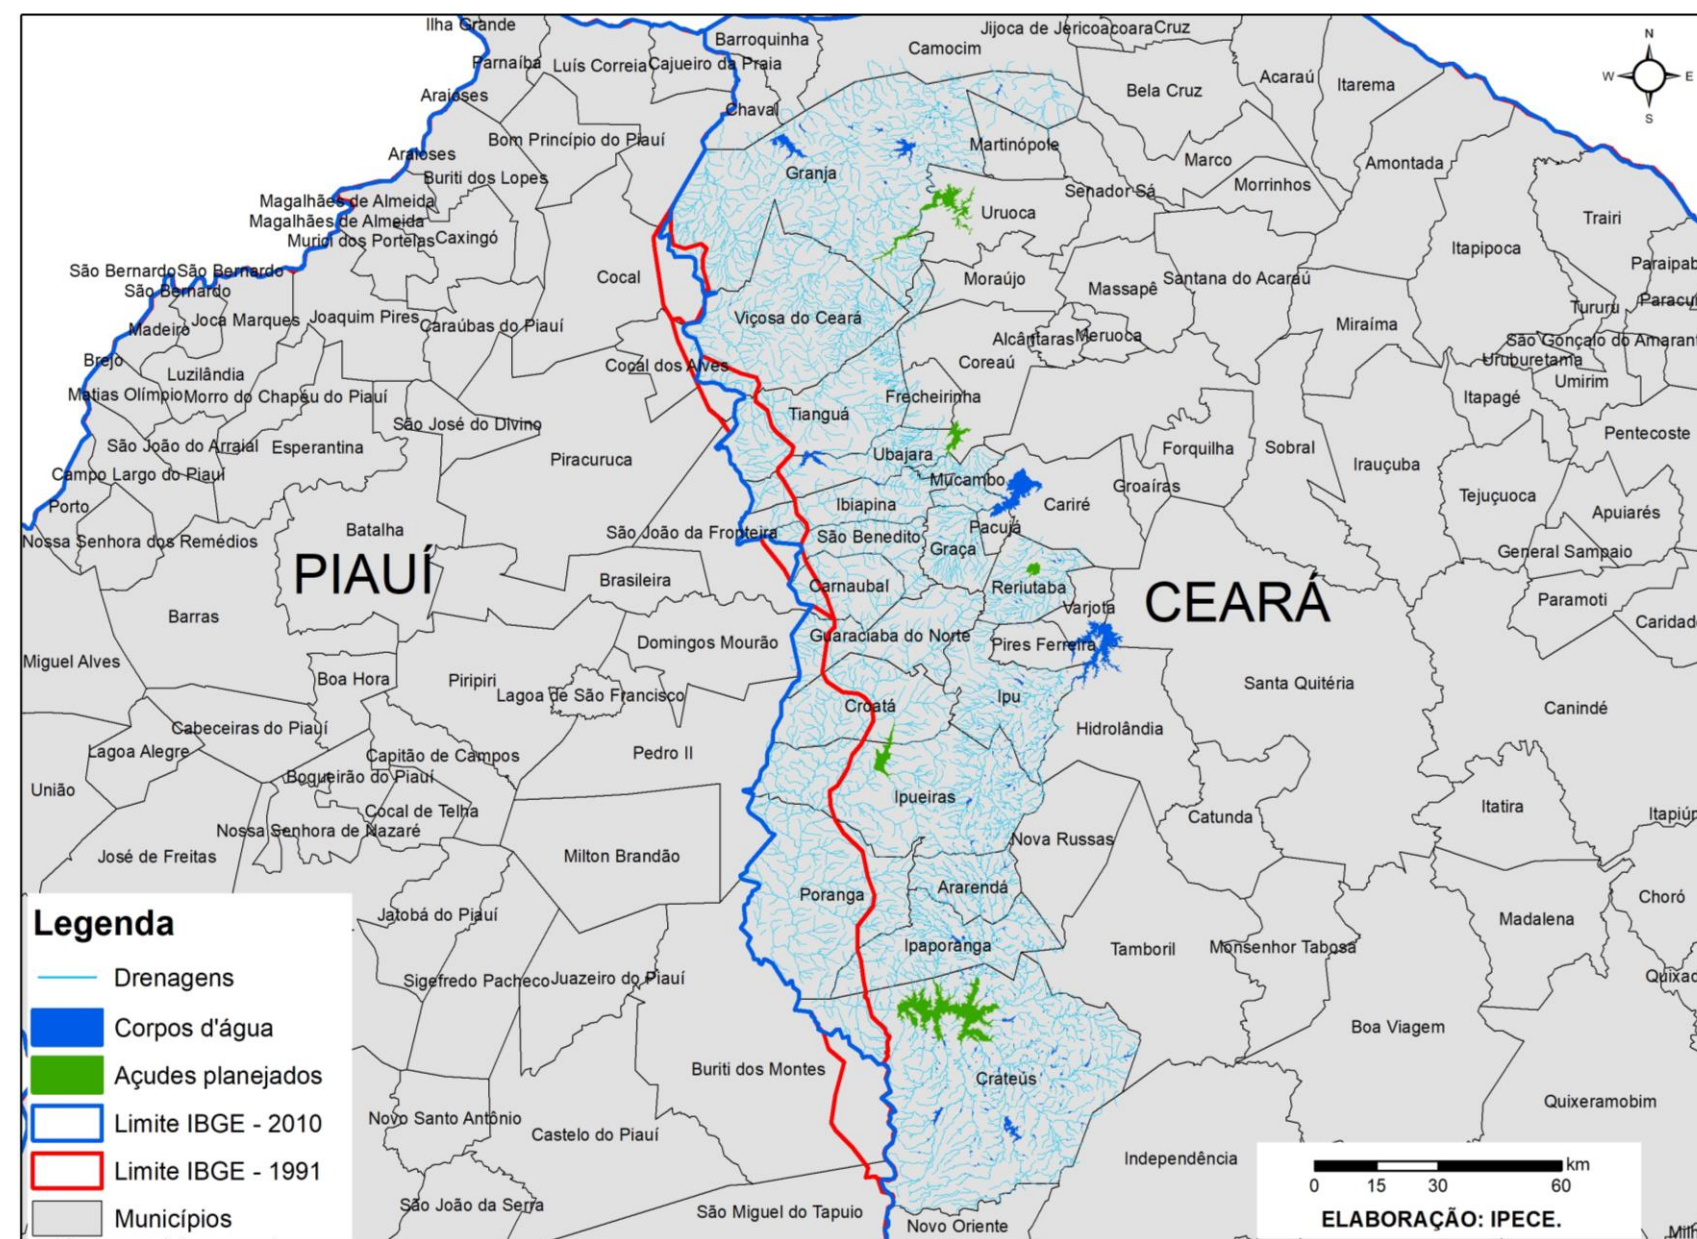 Ilha Grande
Jijoca de Jericoacoara
Cruz
Barroquinha
Camocim
N
W
E
S
Parnaíba
Luís Correia
Cajueiro da Praia
Acaraú
Itarema
Araioses
Bela Cruz
Chaval
Bom Princípio do Piauí
Martinópole
Araioses
Marco
Amontada
Buriti dos Lopes
Granja
Senador Sá
Morrinhos
Magalhães de Almeida
Magalhães de Almeida
Uruoca
Trairi
Murici dos Portelas
Caxingó
Itapipoca
São Bernardo
São Bernardo
São Bernardo
Cocal
Moraújo
Massapê
Santana do Acaraú
Paraipab
Paracur
Madeiro
Joca Marques
Joaquim Pires
Caraúbas do Piauí
Viçosa do Ceará
Miraíma
Tururu
Alcântaras
Meruoca
São Gonçalo do Amarant
Brejo
Cocal dos Alves
Coreaú
Uruburetama
Luzilândia
Umirim
Matias Olímpio
Morro do Chapéu do Piauí
Frecheirinha
Itapagé
Tianguá
São José do Divino
Pentecoste
São João do Arraial
Esperantina
Forquilha
Sobral
Piracuruca
Ubajara
Irauçuba
Campo Largo do Piauí
Mucambo
Groaíras
Tejuçuoca
Porto
Ibiapina
Cariré
Apuiarés
Batalha
São João da Fronteira
São Benedito
Pacujá
Nossa Senhora dos Remédios
Graça
General Sampaio
PIAUÍ
Brasileira
Carnaubal
Reriutaba
CEARÁ
Paramoti
Varjota
Barras
Caridade
Domingos Mourão
Guaraciaba do Norte
Pires Ferreira
Miguel Alves
Boa Hora
Piripiri
Lagoa de São Francisco
Ipu
Santa Quitéria
Croatá
Canindé
Cabeceiras do Piauí
Hidrolândia
Lagoa Alegre
Capitão de Campos
Pedro II
Boqueirão do Piauí
União
Ipueiras
Itatira
Cocal de Telha
Catunda
Itapiún
Nossa Senhora de Nazaré
Nova Russas
José de Freitas
Milton Brandão
Ararendá
Poranga
Choró
Jatobá do Piauí
Madalena
Ipaporanga
Tamboril
Monsenhor Tabosa
Sigefredo Pacheco
Juazeiro do Piauí
Quixad
Boa Viagem
Buriti dos Montes
Crateús
Quixeramobim
Novo Santo Antônio
Castelo do Piauí
Independência
São João da Serra
São Miguel do Tapuio
Novo Oriente
Milh
Legenda
Drenagens
Corpos d'água
Açudes planejados
Limite IBGE - 2010
Limite IBGE - 1991
Municípios
km
0 15 30 60
ELABORAÇÃO: IPECE.